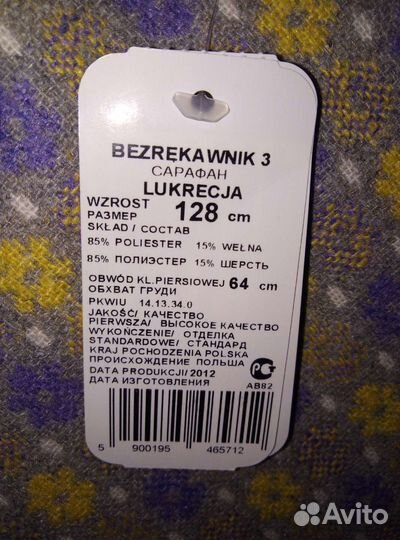 BEZRĘKAWNIK 3
САРАФАН
LUKRECJA
WZROST
РАЗМЕР 128 cm
SKŁAD / СОСТАВ
85% POLIESTER 15% WEŁNA
85% ПОЛИЭСТЕР 15% ШЕРСТЬ
OBWÓD KL.PIERSIOWEJ 64 cm
ОБХВАТ ГРУДИ
PKWIU 14.13.34.0
JAKOŚĆ/ КАЧЕСТВО
PIERWSZA/ ВЫСОКОЕ КАЧЕСТВО
WYKOŃCZENIE/ ОТДЕЛКА
STANDARDOWE/ СТАНДАРД
KRAJ POCHODZENIA POLSKA
ПРОИСХОЖДЕНИЕ ПОЛЬША
DATA PRODUKCJI/2012
ДАТА ИЗГОТОВЛЕНИЯ
АВ82
5 900195 465712
Avito